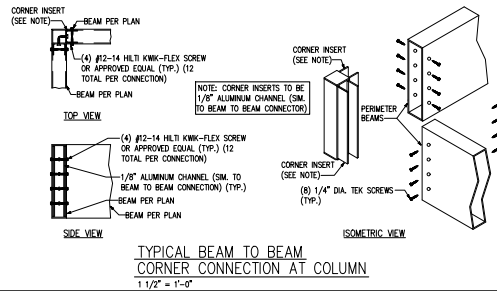 CORNER INSERT
(SEE NOTE)
BEAM PER PLAN
(4) #12-14 HILTI KWIK-FLEX SCREW
OR APPROVED EQUAL (TYP.) (12
TOTAL PER CONNECTION)
BEAM PER PLAN
TOP VIEW
(4) #12-14 HILTI KWIK-FLEX SCREW
OR APPROVED EQUAL (TYP.) (12
TOTAL PER CONNECTION)
1/8" ALUMINUM CHANNEL (SIM. TO
BEAM TO BEAM CONNECTION) (TYP.)
BEAM PER PLAN
BEAM PER PLAN
SIDE VIEW
NOTE: CORNER INSERTS TO BE
1/8" ALUMINUM CHANNEL (SIM.
TO BEAM TO BEAM CONNECTOR)
CORNER INSERT
(SEE NOTE)
PERIMETER
BEAMS
CORNER INSERT
(SEE NOTE)
(8) 1/4" DIA. TEK SCREWS
(TYP.)
ISOMETRIC VIEW
TYPICAL BEAM TO BEAM
CORNER CONNECTION AT COLUMN
1 1/2" = 1'-0"